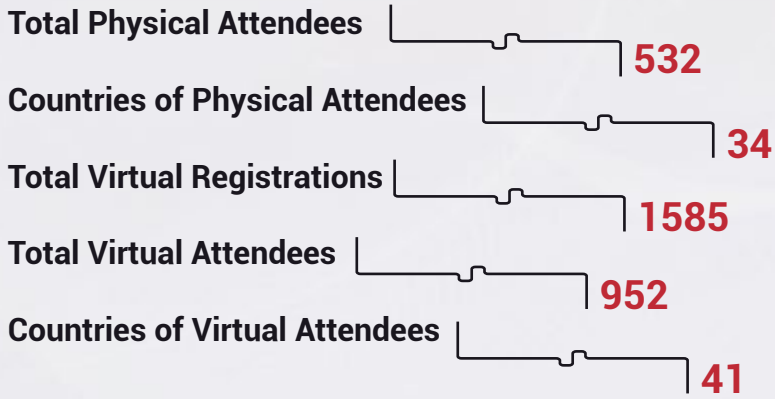 Total Physical Attendees
532
Countries of Physical Attendees
34
Total Virtual Registrations
1585
Total Virtual Attendees
952
Countries of Virtual Attendees
41